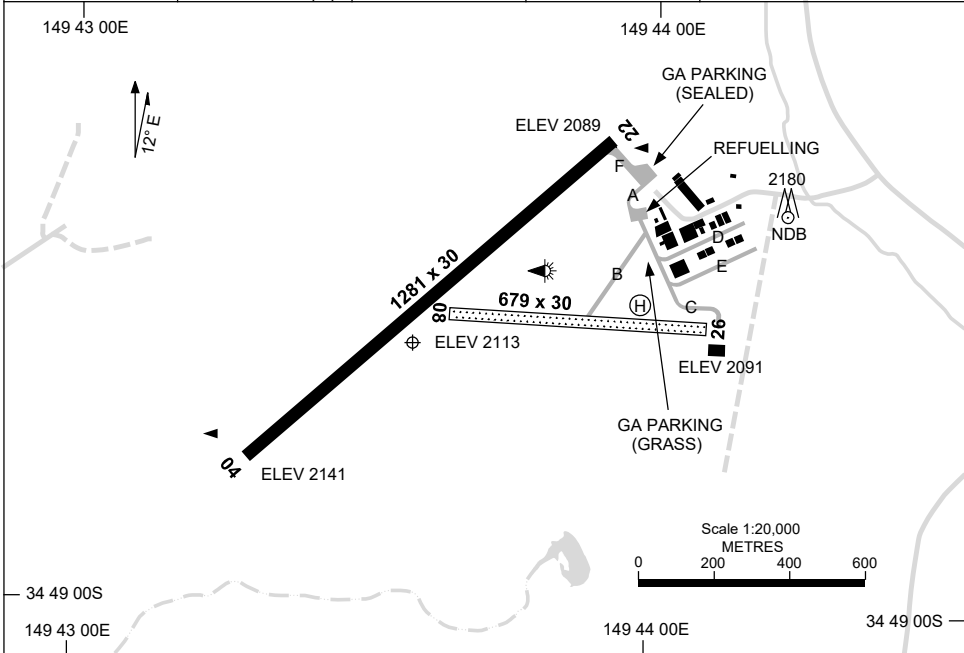 149 43 00E
149 44 00E
12° E
GA PARKING
(SEALED)
ELEV 2089
22
REFUELLING
F
A
2180
NDB
D
E
B
1281 x 30
679 x 30
08
H
C
26
ELEV 2113
ELEV 2091
GA PARKING
(GRASS)
04
ELEV 2141
Scale 1:20,000
METRES
0 200 400 600
34 49 00S
34 49 00S
149 43 00E
149 44 00E